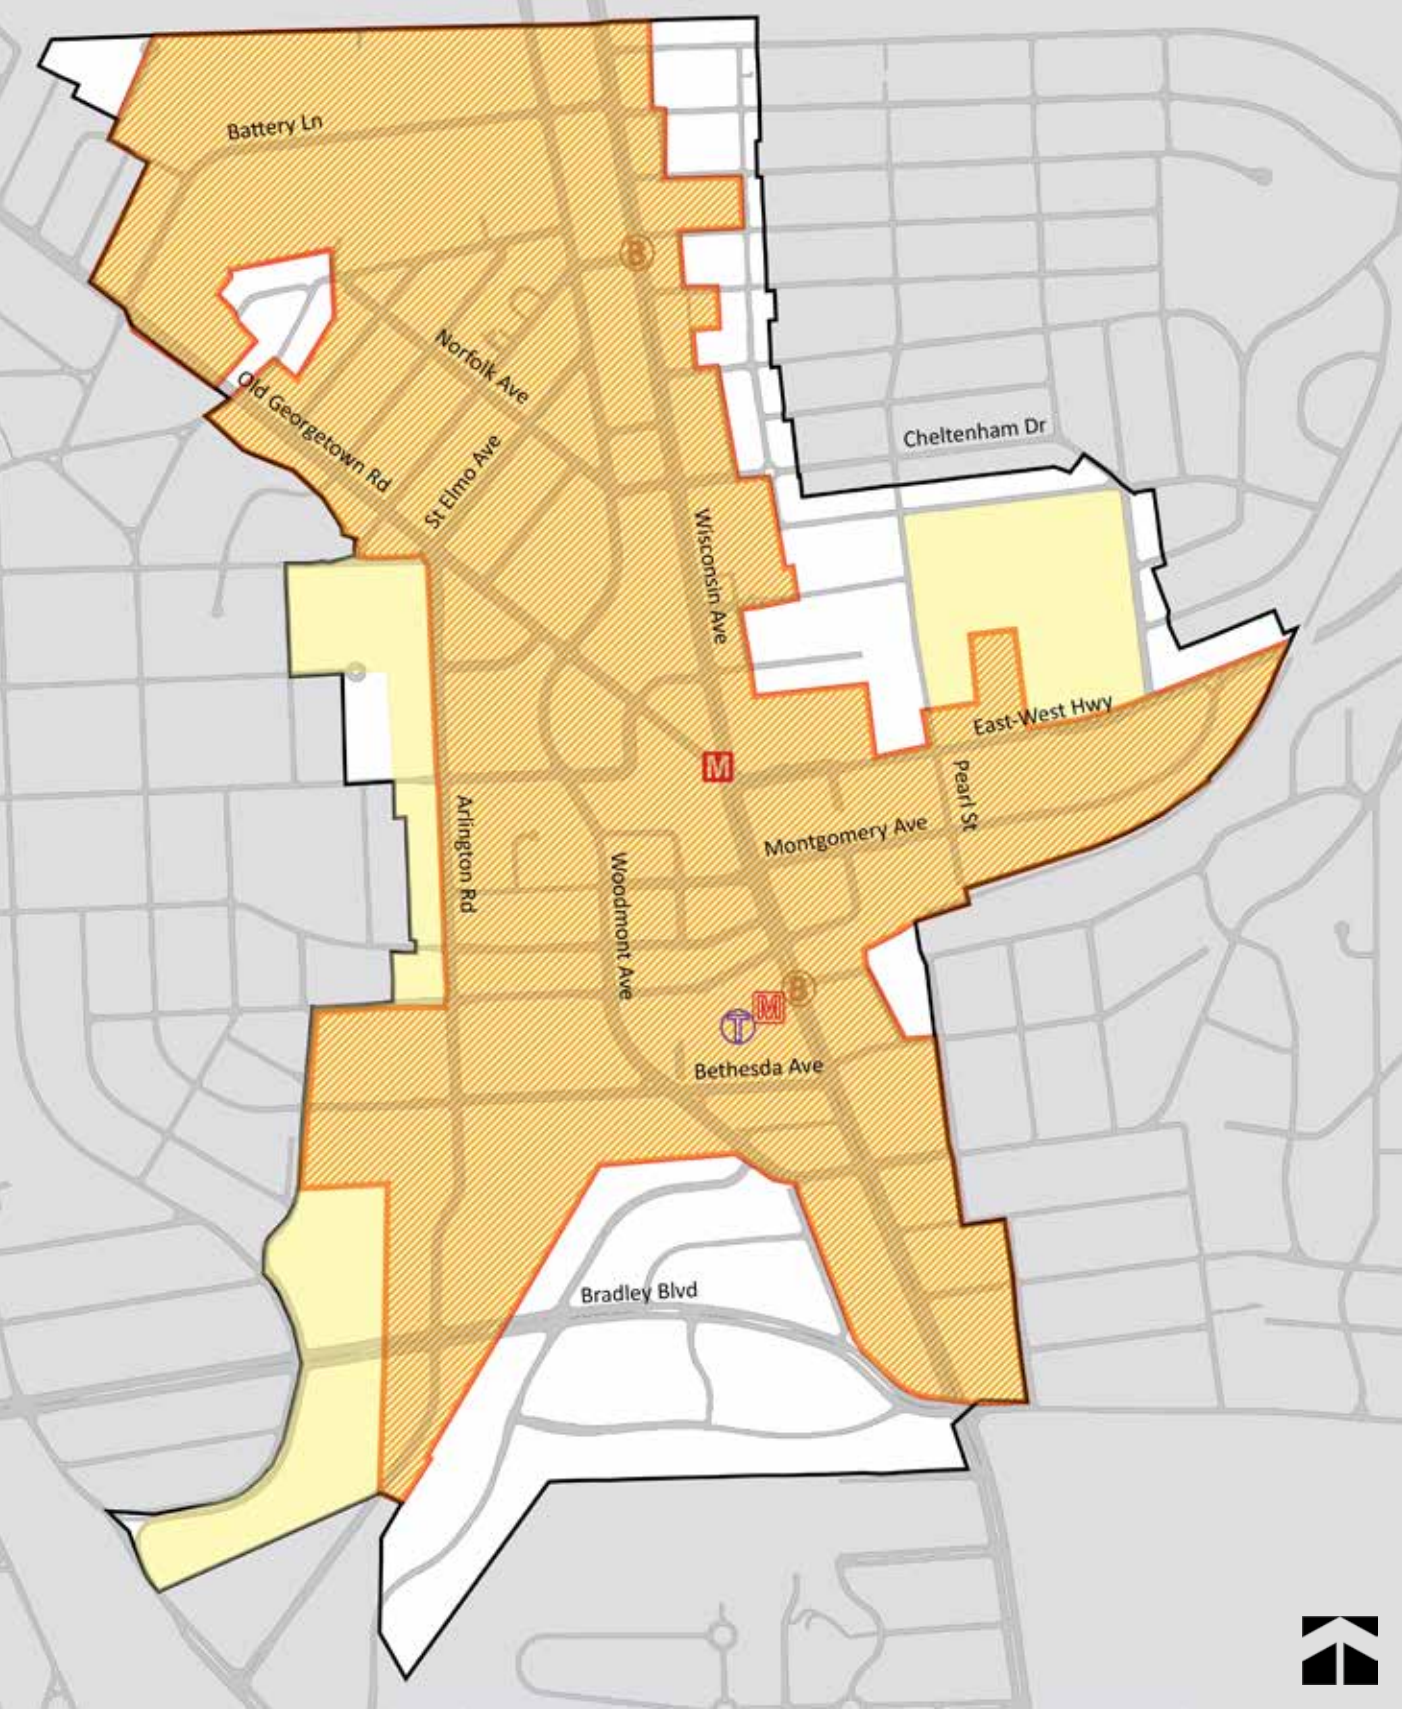 Battery Ln
B
Norfolk Ave
Old Georgetown Rd
St Elmo Ave
Cheltenham Dr
Wisconsin Ave
East-West Hwy
M
Pearl St
Arlington Rd
Montgomery Ave
Woodmont Ave
B
M
T
Bethesda Ave
Bradley Blvd